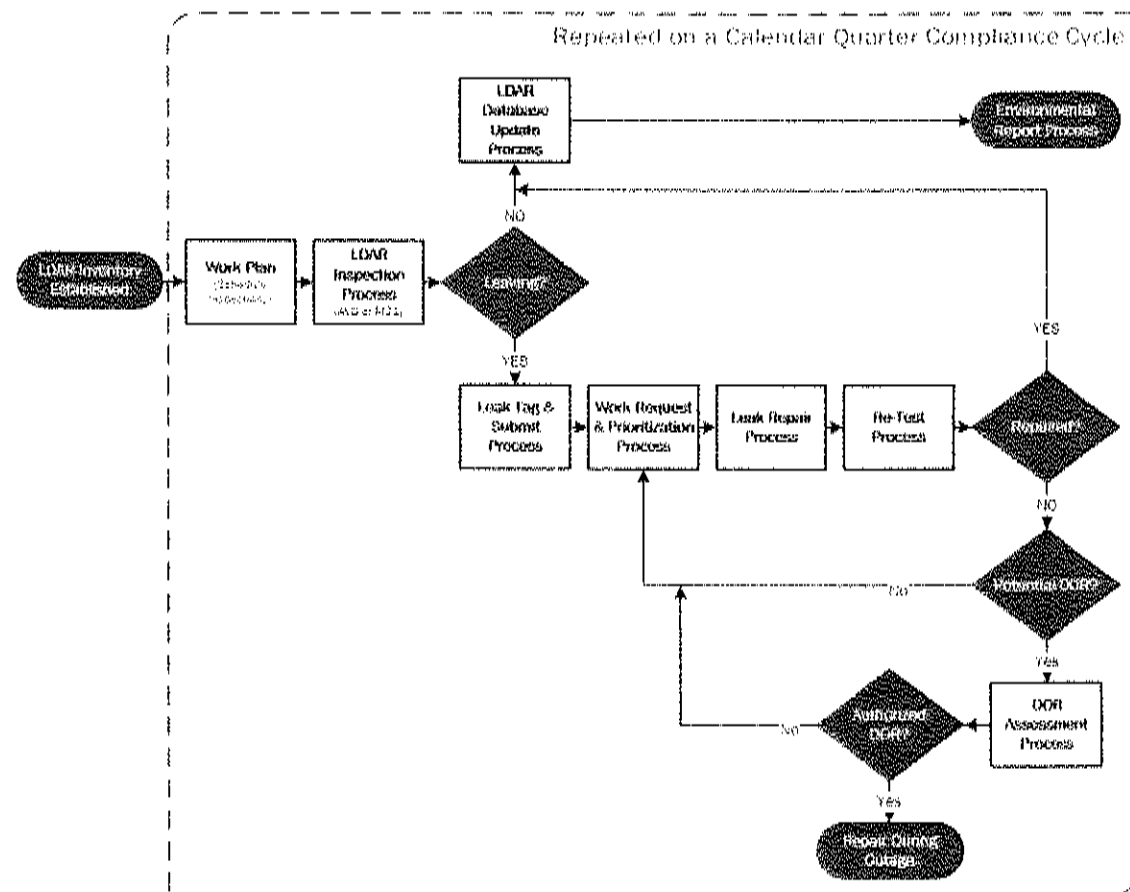 Repeated on a Calendar Quarter Compliance Cycle
LDAR
Database
Update
Process
Environmental
Report Process
NO
LDAR Inventory
Established
Work Plan
LDAR
Inspection
Process
Leaking?
YES
YES
Leak Tag &
Submit
Process
Work Request
& Prioritization
Process
Leak Repair
Process
Re-Test
Process
Repaired?
NO
Potential DOR?
No
Yes
Authorized
DOR?
DOR
Assessment
Process
No
Yes
Repair During
Outage